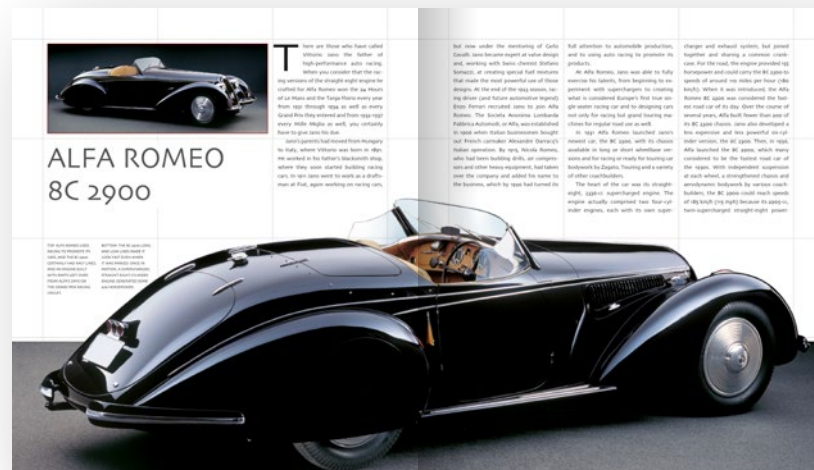 ALFA ROMEO
8C 2900
There are those who have called
Vittorio Jano the father of
high-performance auto racing.
When you consider that the rac-
ing versions of the straight-eight engine he
crafted for Alfa Romeo won the 24 Hours
of Le Mans and the Targa Florio every year
from 1931 through 1934 as well as every
Grand Prix they entered and from 1934-1937
every Mille Miglia as well, you certainly
have to give Jano his due.
Jano's parents had moved from Hungary
to Italy, where Vittorio was born in 1891.
He worked in his father's blacksmith shop,
where they soon started building racing
cars. In 1911 Jano went to work as a drafts-
man at Fiat, again working on racing cars,
but now under the mentoring of Carlo
Cavalli. Jano became expert at valve design
and, working with Swiss chemist Stefano
Somazzi, at creating special fuel mixtures
that made the most powerful use of those
designs. At the end of the 1923 season, rac-
ing driver (and future automotive legend)
Enzo Ferrari recruited Jano to join Alfa
Romeo. The Societa Anonima Lombarda
Fabbrica Automobili, or Alfa, was established
in 1906 when Italian businessmen bought
out French carmaker Alexandre Darracq's
Italian operation. By 1915, Nicola Romeo,
who had been building drills, air compres-
sors and other heavy equipment, had taken
over the company and added his name to
the business, which by 1920 had turned its
full attention to automobile production,
and to using auto racing to promote its
products.
At Alfa Romeo, Jano was able to fully
exercise his talents, from beginning to ex-
periment with superchargers to creating
what is considered Europe's first true sin-
gle seater racing car and to designing cars
not only for racing but grand touring ma-
chines for regular road use as well.
In 1931 Alfa Romeo launched Jano's
newest car, the 8C 2300, with its chassis
available in long or short wheelbase ver-
sions and for racing or ready for touring car
bodywork by Zagato, Touring and a variety
of other coachbuilders.
The heart of the car was its straight-
eight, 2336-cc supercharged engine. The
engine actually comprised two four-cyl-
inder engines, each with its own super-
charger and exhaust system, but joined
together and sharing a common crank-
case. For the road, the engine provided
horsepower and could carry the 8C 2300 to
speeds of around 110 miles per hour (180
km/h). When it was introduced, the Alfa
Romeo 8C 2300 was considered the fast-
est road car of its day. Over the course of
several years, Alfa built fewer than 200 of
its 8C 2300 chassis. Jano also developed a
less expensive and less powerful six-cyl-
inder version, the 6C 2300. Then, in 1936,
Alfa launched the 8C 2900, which many
considered to be the fastest road car of
the 1930s. With independent suspension
at each wheel, a strengthened chassis and
aerodynamic bodywork by various coach-
builders, the 8C 2900 could reach speeds
of 185 km/h (115 mph) because its 2905-cc,
twin-supercharged straight-eight power-
TOP: ALFA ROMEO USED
RACING TO PROMOTE ITS
CARS, AND THE 8C 2900
CERTAINLY HAD RACY LINES
AND AN ENGINE BUILT